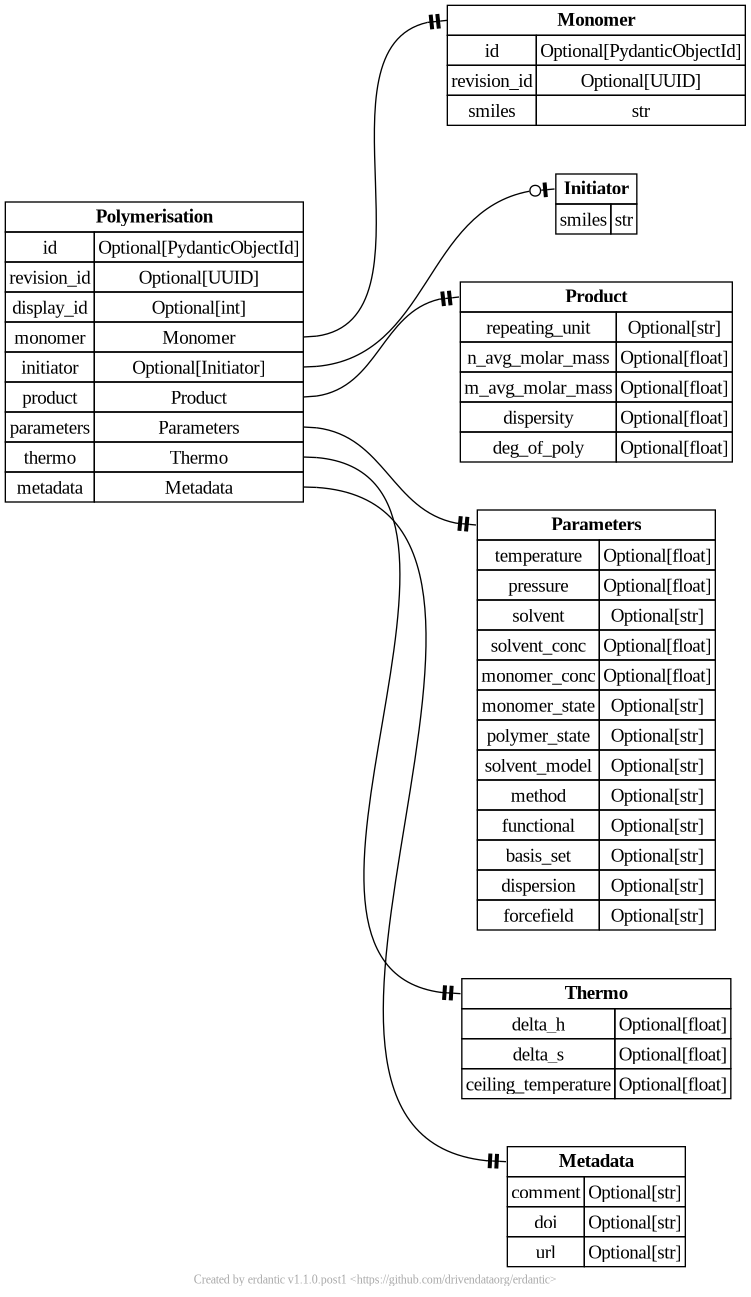 Monomer
id Optional[PydanticObjectId]
revision_id Optional[UUID]
smiles str
Initiator
smiles str
Polymerisation
id Optional[PydanticObjectId]
revision_id Optional[UUID]
display_id Optional[int]
monomer Monomer
initiator Optional[Initiator]
product Product
parameters Parameters
thermo Thermo
metadata Metadata
Product
repeating_unit Optional[str]
n_avg_molar_mass Optional[float]
m_avg_molar_mass Optional[float]
dispersity Optional[float]
deg_of_poly Optional[float]
Parameters
temperature Optional[float]
pressure Optional[float]
solvent Optional[str]
solvent_conc Optional[float]
monomer_conc Optional[float]
monomer_state Optional[str]
polymer_state Optional[str]
solvent_model Optional[str]
method Optional[str]
functional Optional[str]
basis_set Optional[str]
dispersion Optional[str]
forcefield Optional[str]
Thermo
delta_h Optional[float]
delta_s Optional[float]
ceiling_temperature Optional[float]
Metadata
comment Optional[str]
doi Optional[str]
url Optional[str]
Created by erdantic v1.1.0.post1 <https://github.com/drivendataorg/erdantic>